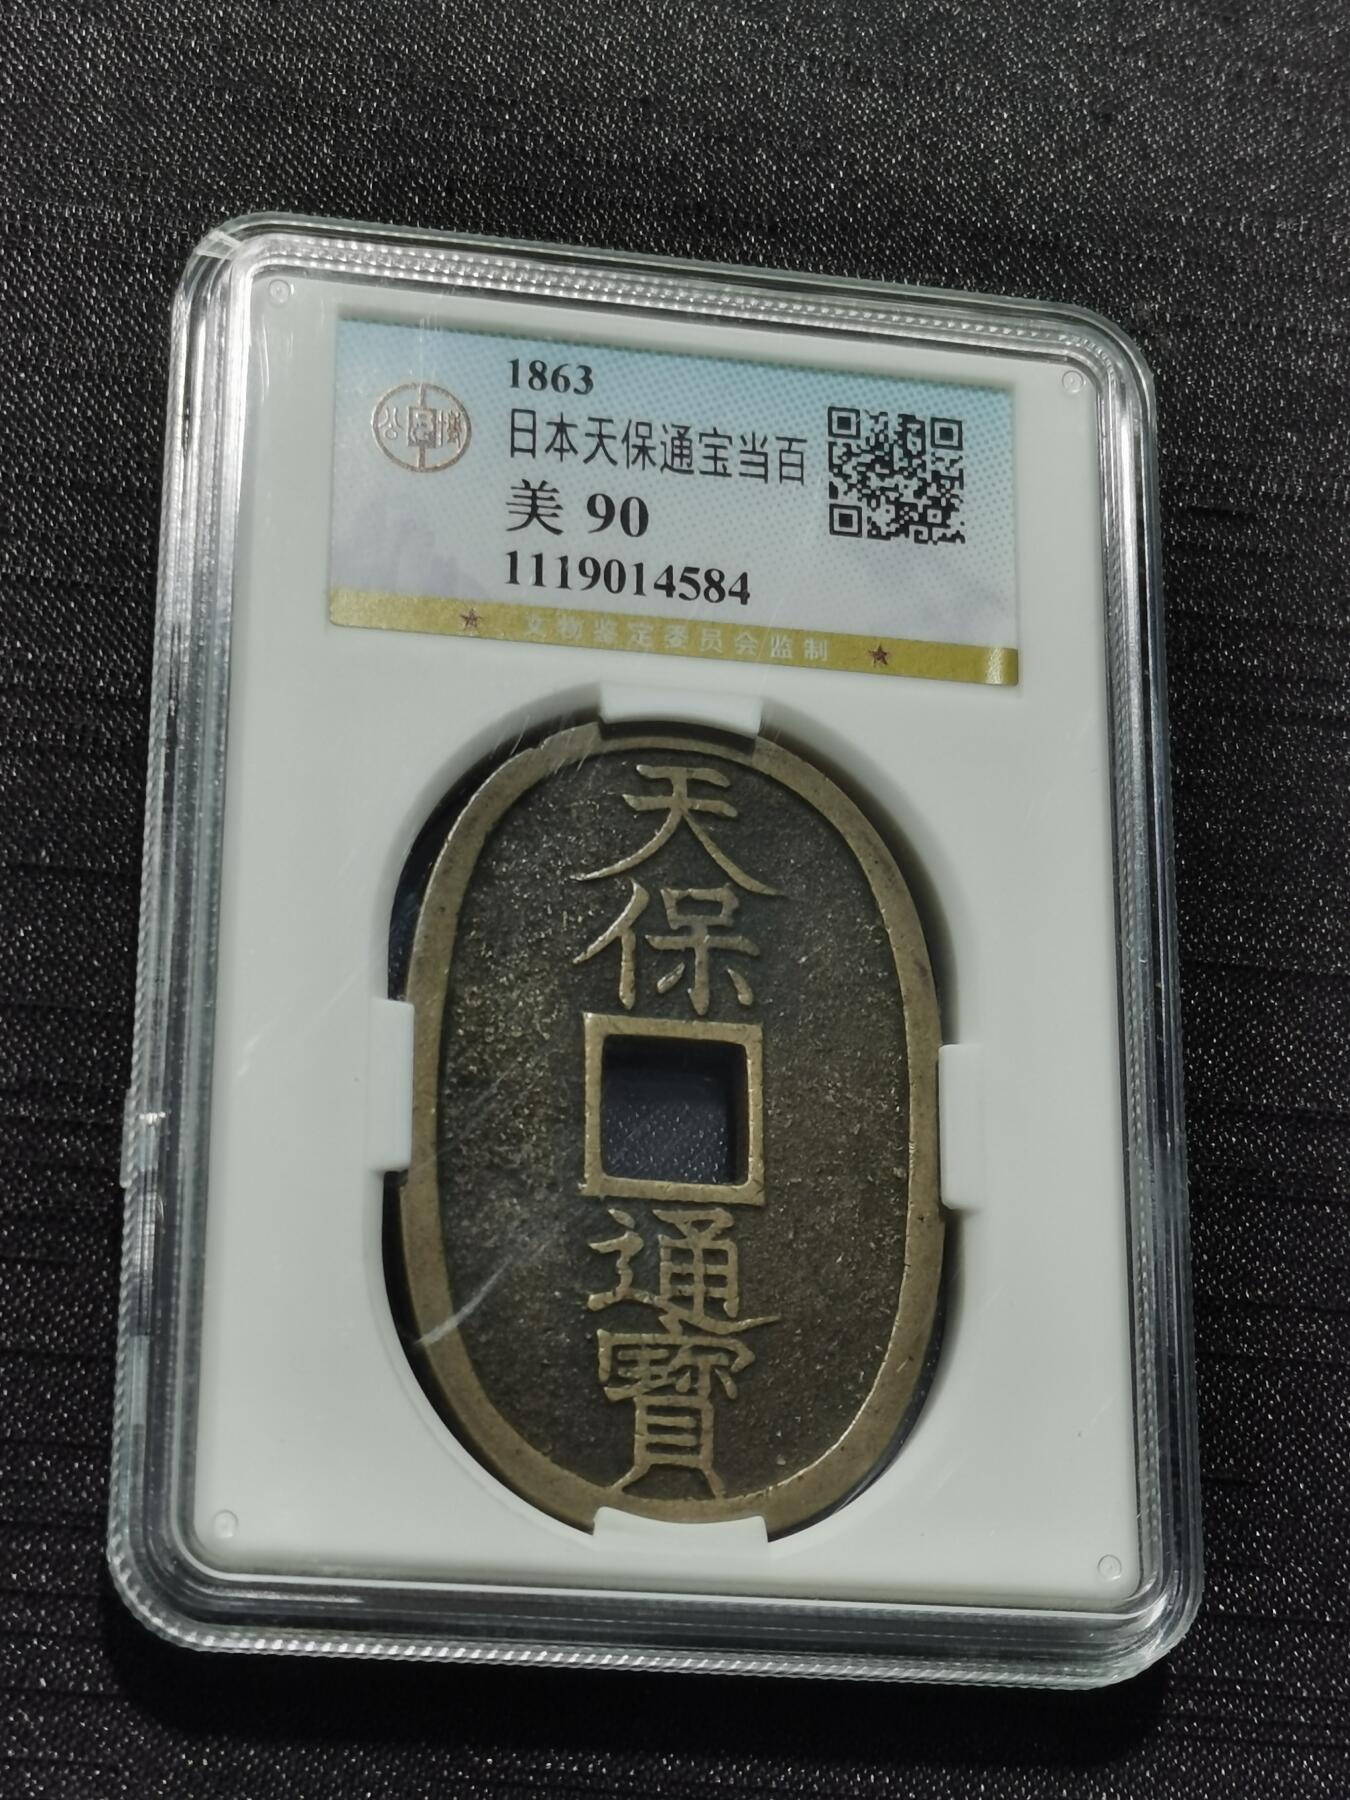 1863
日本天保通宝当百
美 90
1119014584
文物鉴定委员会监制
天
保
通
寶